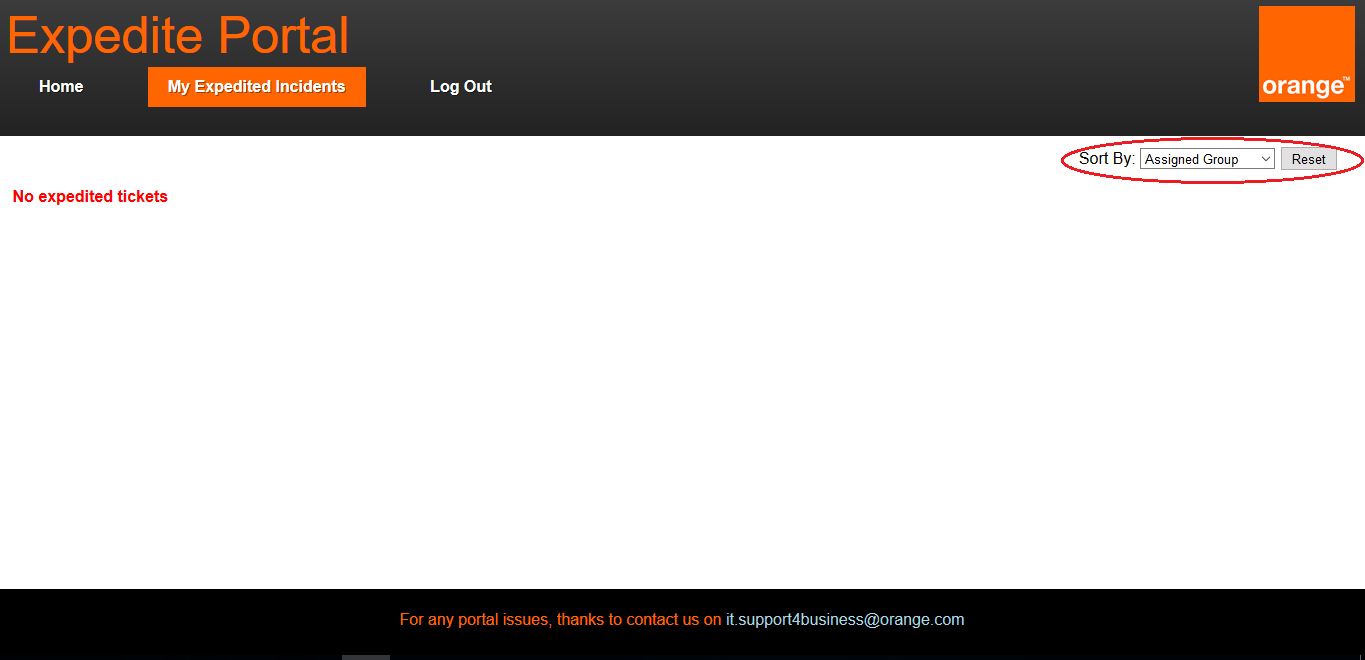 Expedite Portal
Home My Expedited Incidents Log Out
orange™
Sort By: Assigned Group Reset
No expedited tickets
For any portal issues, thanks to contact us on it.support4business@orange.com